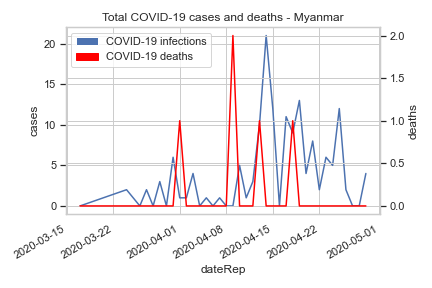 Total COVID-19 cases and deaths - Myanmar
COVID-19 infections
COVID-19 deaths
cases
20
15
10
5
0
deaths
2.0
1.5
1.0
0.5
0.0
2020-03-15
2020-03-22
2020-04-01
2020-04-08
2020-04-15
2020-04-22
2020-05-01
dateRep